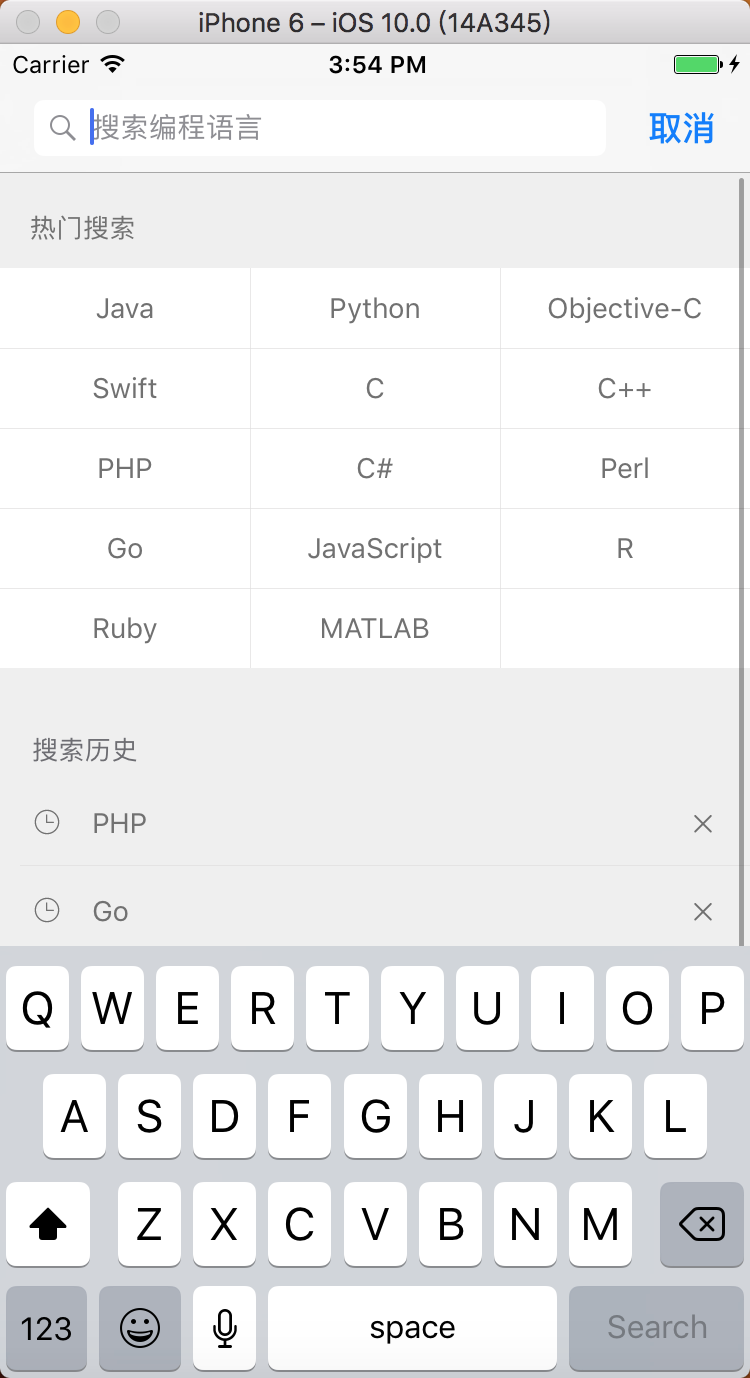 iPhone 6 – iOS 10.0 (14A345)
Carrier 3:54 PM
搜索编程语言 取消
热门搜索
Java Python Objective-C
Swift C C++
PHP C# Perl
Go JavaScript R
Ruby MATLAB
搜索历史
PHP
Go
Q W E R T Y U I O P
A S D F G H J K L
Z X C V B N M
123 space Search